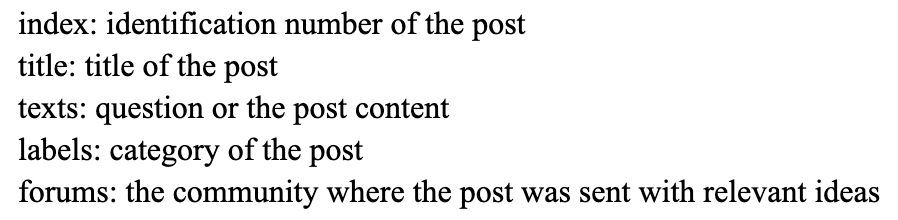 index: identification number of the post
title: title of the post
texts: question or the post content
labels: category of the post
forums: the community where the post was sent with relevant ideas